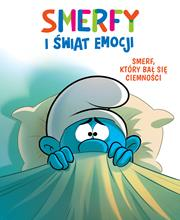 SMERFY
I ŚWIAT EMOCJI
SMERF,
KTÓRY BAŁ SIĘ
CIEMNOŚCI